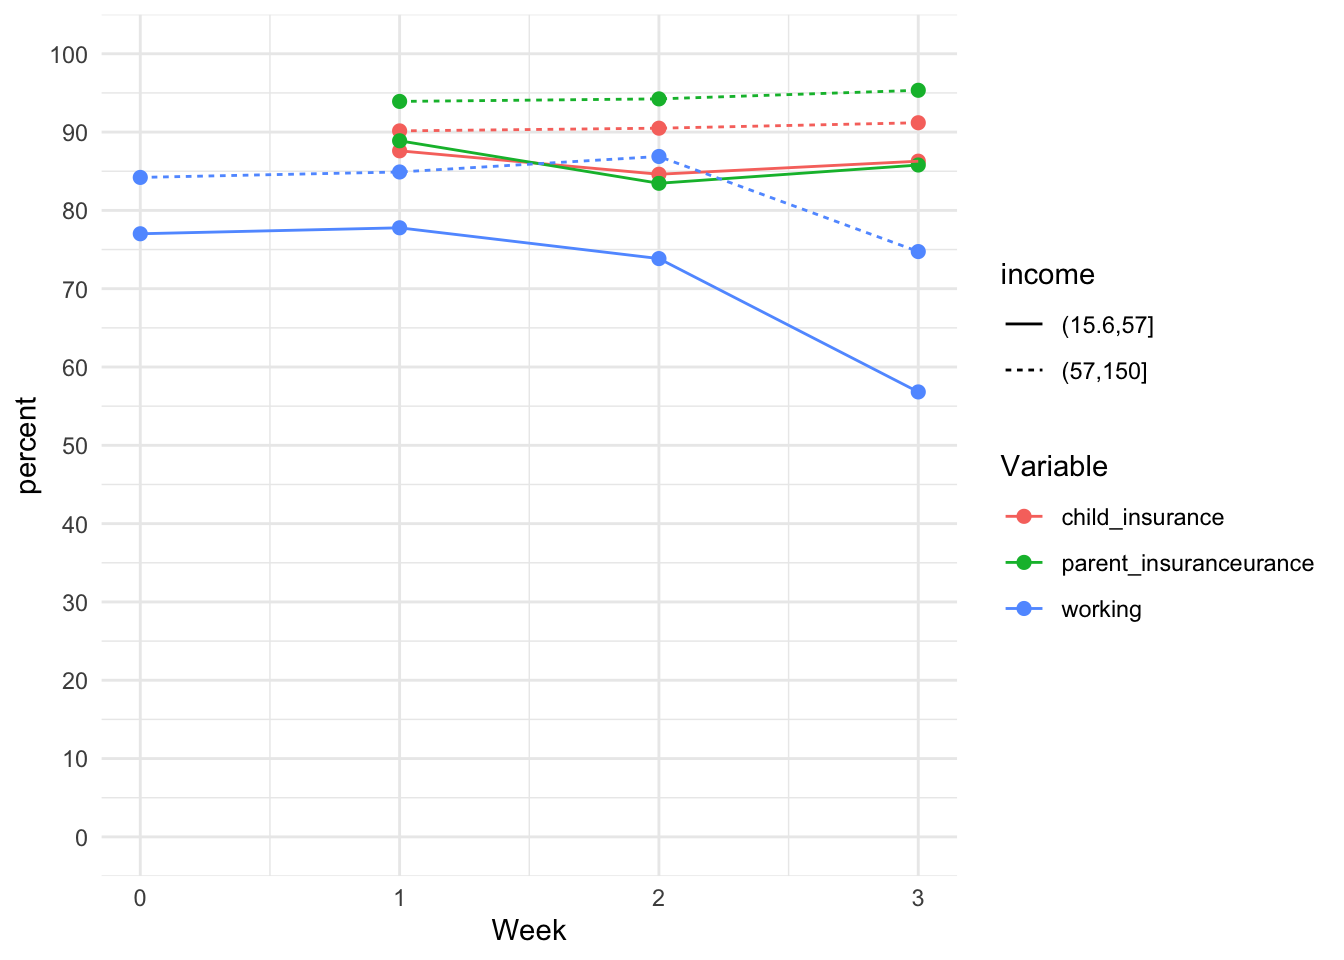 100
90
80
70
60
50
40
30
20
10
0
percent
0 1 2 3
Week
income
(15.6,57]
(57,150]
Variable
child_insurance
parent_insuranceurance
working